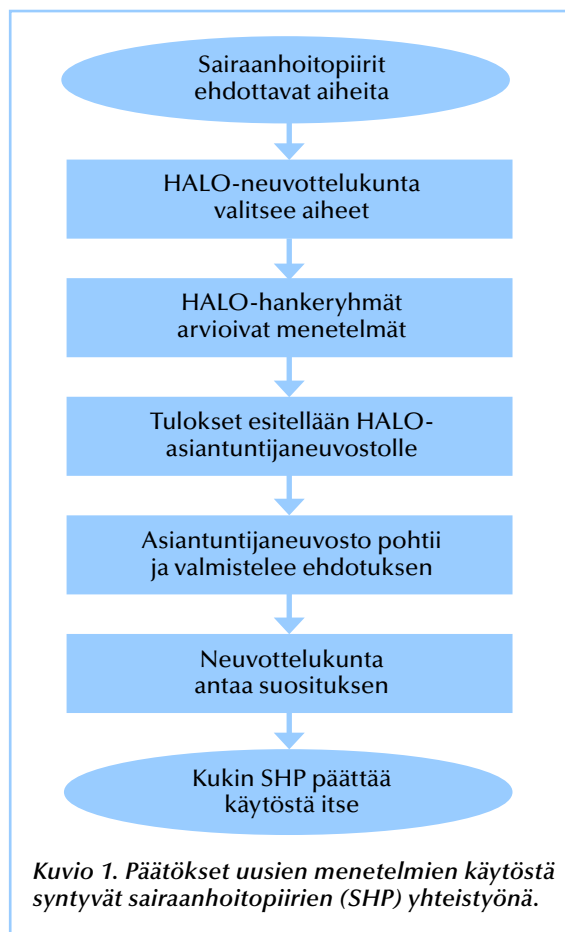 Sairaanhoitopiirit
ehdottavat aiheita
HALO-neuvottelukunta
valitsee aiheet
HALO-hankeryhmät
arvioivat menetelmät
Tulokset esitellään HALO-
asiantuntijaneuvostolle
Asiantuntijaneuvosto pohtii
ja valmistelee ehdotuksen
Neuvottelukunta
antaa suosituksen
Kukin SHP päättää
käytöstä itse
Kuvio 1. Päätökset uusien menetelmien käytöstä
syntyvät sairaanhoitopiirien (SHP) yhteistyönä.